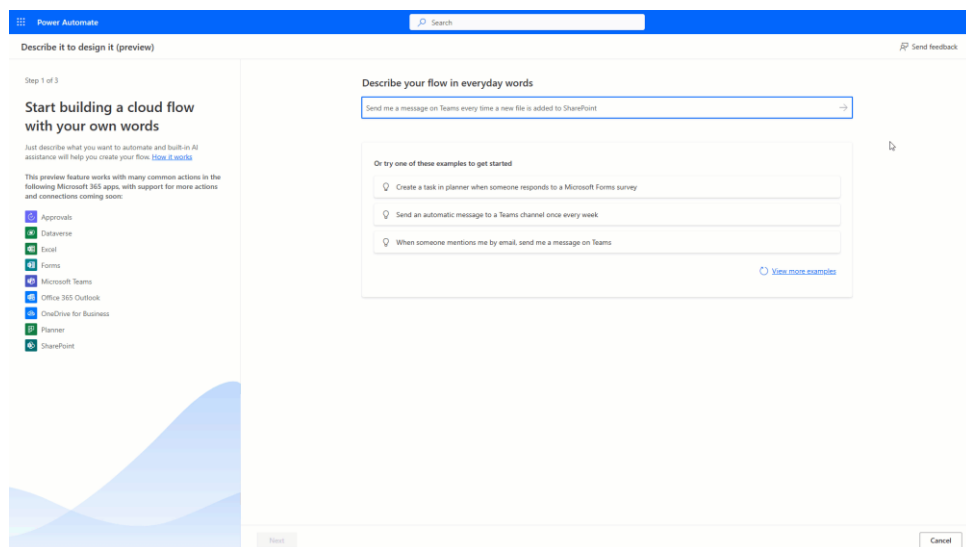 Power Automate
Search
Describe it to design it (preview)
Send feedback
Step 1 of 3
Start building a cloud flow
with your own words
Just describe what you want to automate and built-in AI
assistance will help you create your flow. How it works
This preview feature works with many common actions in the
following Microsoft 365 apps, with support for more actions
and connections coming soon:
Approvals
Dataverse
Excel
Forms
Microsoft Teams
Office 365 Outlook
OneDrive for Business
Planner
SharePoint
Describe your flow in everyday words
Send me a message on Teams every time a new file is added to SharePoint
Or try one of these examples to get started
Create a task in planner when someone responds to a Microsoft Forms survey
Send an automatic message to a Teams channel once every week
When someone mentions me by email, send me a message on Teams
View more examples
Next
Cancel